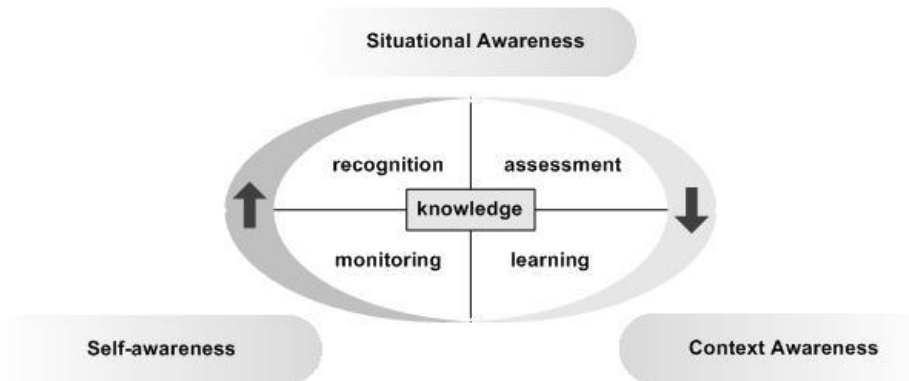 Situational Awareness
recognition
assessment
knowledge
monitoring
learning
Self-awareness
Context Awareness